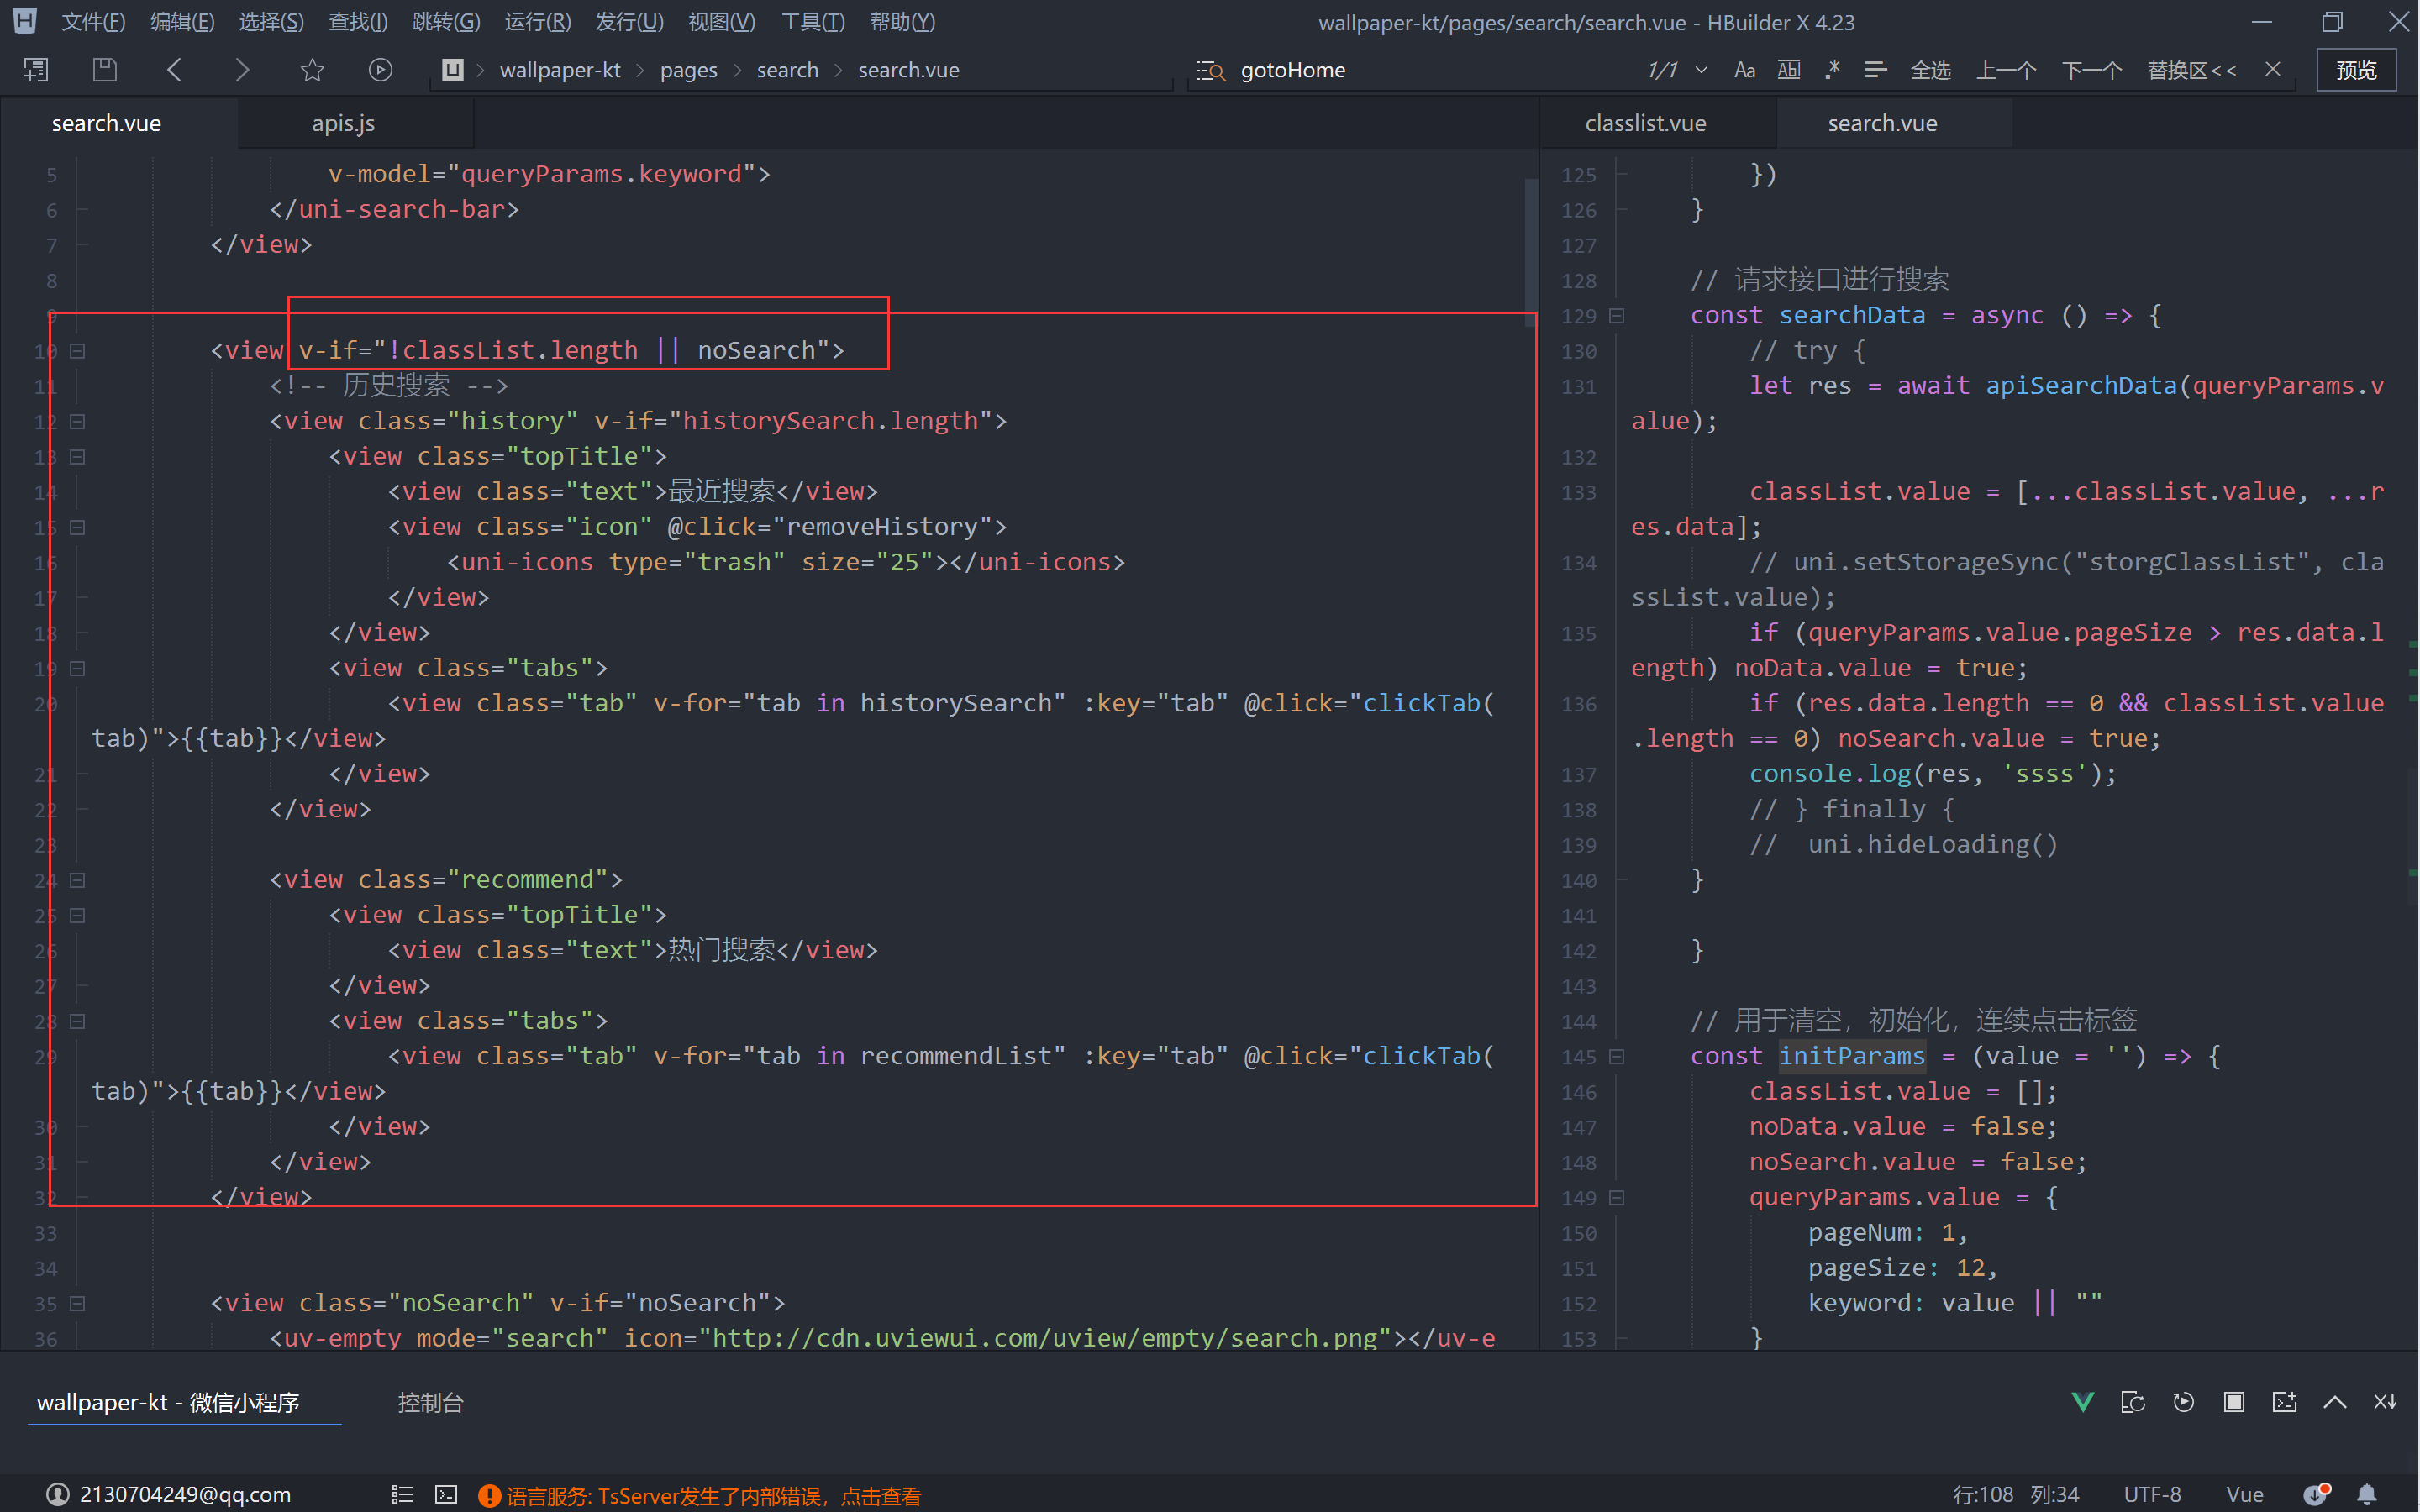 文件(F) 编辑(E) 选择(S) 查找(I) 跳转(G) 运行(R) 发行(U) 视图(V) 工具(T) 帮助(Y)
wallpaper-kt/pages/search/search.vue - HBuilder X 4.23
wallpaper-kt pages search search.vue
gotoHome
1/1 Aa Ab .* 全选 上一个 下一个 替换区<< 预览
search.vue
apis.js
5 v-model="queryParams.keyword">
6 </uni-search-bar>
7 </view>
8
9
10 <view v-if="!classList.length || noSearch">
11 <!-- 历史搜索 -->
12 <view class="history" v-if="historySearch.length">
13 <view class="topTitle">
14 <view class="text">最近搜索</view>
15 <view class="icon" @click="removeHistory">
16 <uni-icons type="trash" size="25"></uni-icons>
17 </view>
18 </view>
19 <view class="tabs">
20 <view class="tab" v-for="tab in historySearch" :key="tab" @click="clickTab(
tab)">{{tab}}</view>
21 </view>
22 </view>
23
24 <view class="recommend">
25 <view class="topTitle">
26 <view class="text">热门搜索</view>
27 </view>
28 <view class="tabs">
29 <view class="tab" v-for="tab in recommendList" :key="tab" @click="clickTab(
tab)">{{tab}}</view>
30 </view>
31 </view>
32 </view>
33
34
35 <view class="noSearch" v-if="noSearch">
36 <uv-empty mode="search" icon="http://cdn.uviewui.com/uview/empty/search.png"></uv-e
classlist.vue
search.vue
125 })
126 }
127
128 // 请求接口进行搜索
129 const searchData = async () => {
130 // try {
131 let res = await apiSearchData(queryParams.v
alue);
132
133 classList.value = [...classList.value, ...r
es.data];
134 // uni.setStorageSync("storgClassList", cla
ssList.value);
135 if (queryParams.value.pageSize > res.data.l
ength) noData.value = true;
136 if (res.data.length == 0 && classList.value
.length == 0) noSearch.value = true;
137 console.log(res, 'ssss');
138 // } finally {
139 // uni.hideLoading()
140 }
141
142 }
143
144 // 用于清空，初始化，连续点击标签
145 const initParams = (value = '') => {
146 classList.value = [];
147 noData.value = false;
148 noSearch.value = false;
149 queryParams.value = {
150 pageNum: 1,
151 pageSize: 12,
152 keyword: value || ""
153 }
wallpaper-kt - 微信小程序
控制台
2130704249@qq.com
语言服务: TsServer发生了内部错误，点击查看
行:108 列:34 UTF-8 Vue